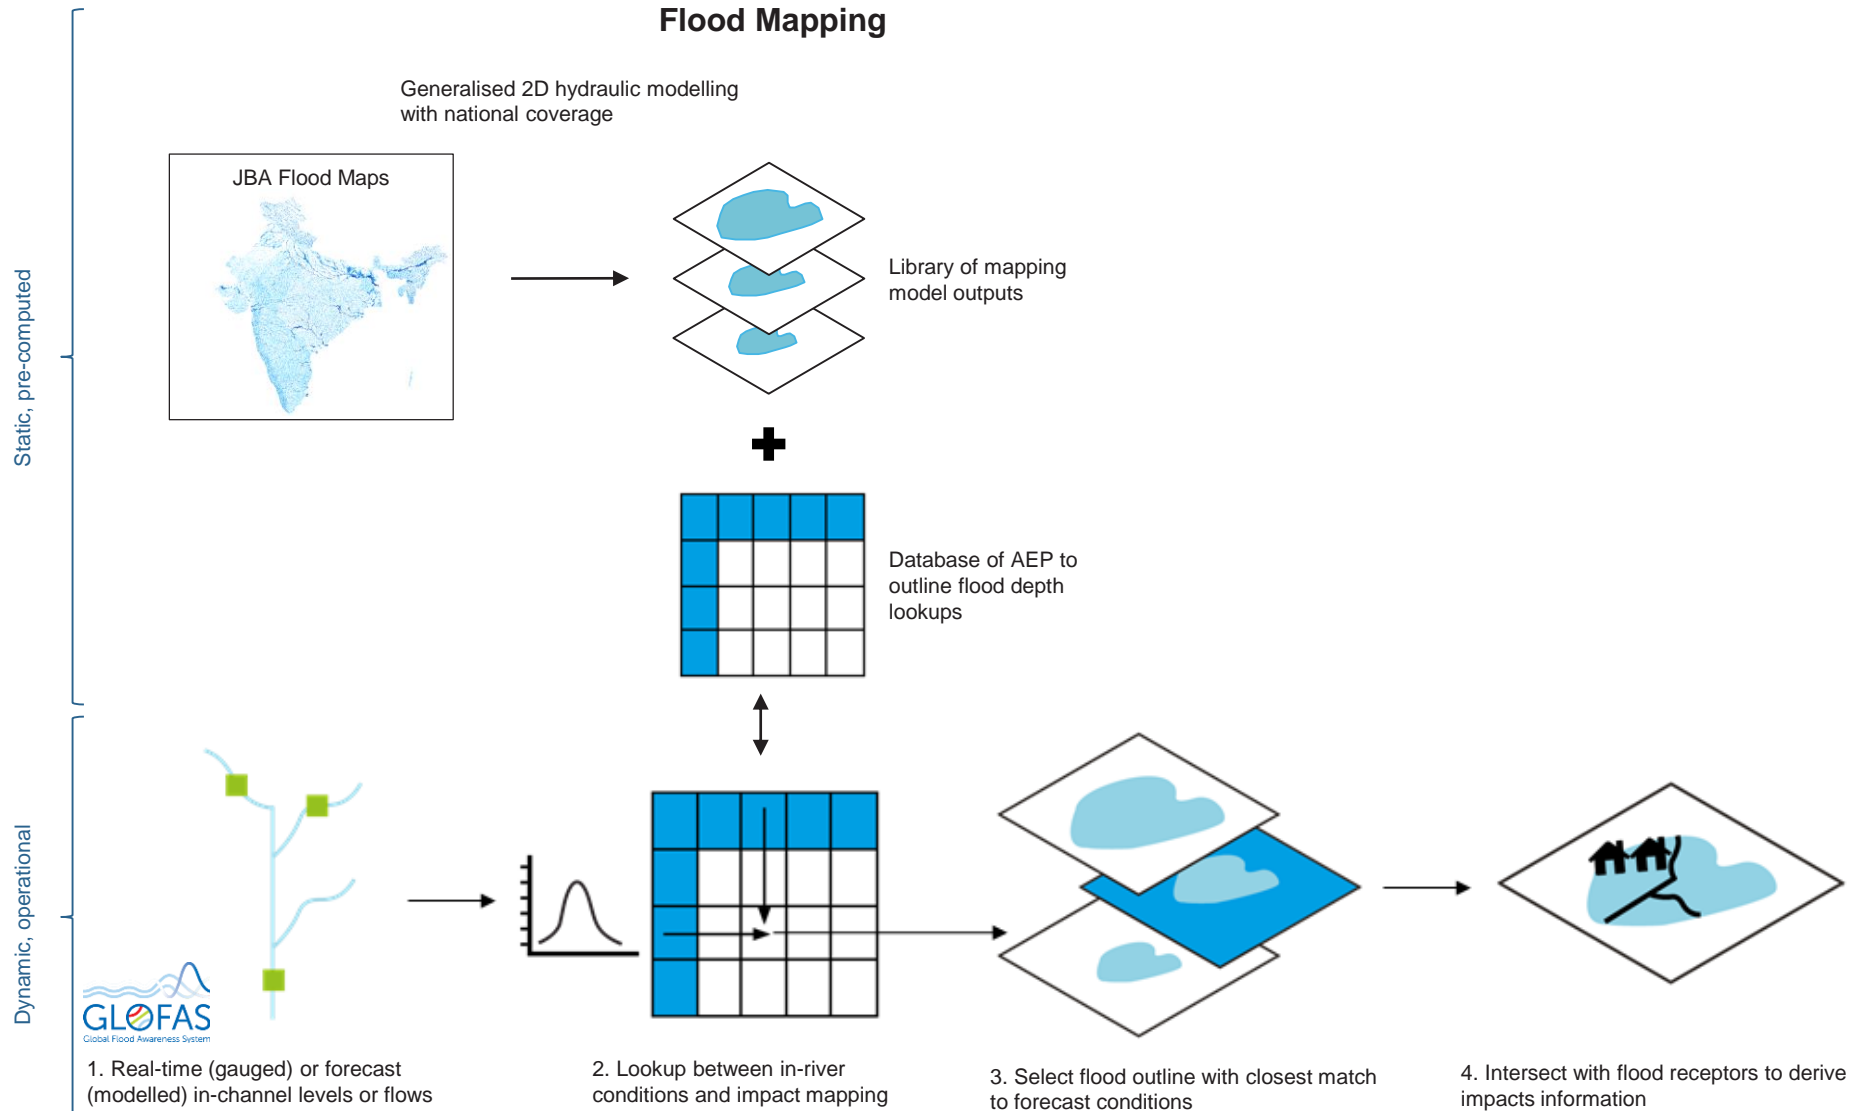 Flood Mapping
Generalised 2D hydraulic modelling
with national coverage
JBA Flood Maps
Library of mapping
model outputs
Static, pre-computed
Database of AEP to
outline flood depth
lookups
Dynamic, operational
GLOFAS
Global Flood Awareness System
1. Real-time (gauged) or forecast
(modelled) in-channel levels or flows
2. Lookup between in-river
conditions and impact mapping
3. Select flood outline with closest match
to forecast conditions
4. Intersect with flood receptors to derive
impacts information